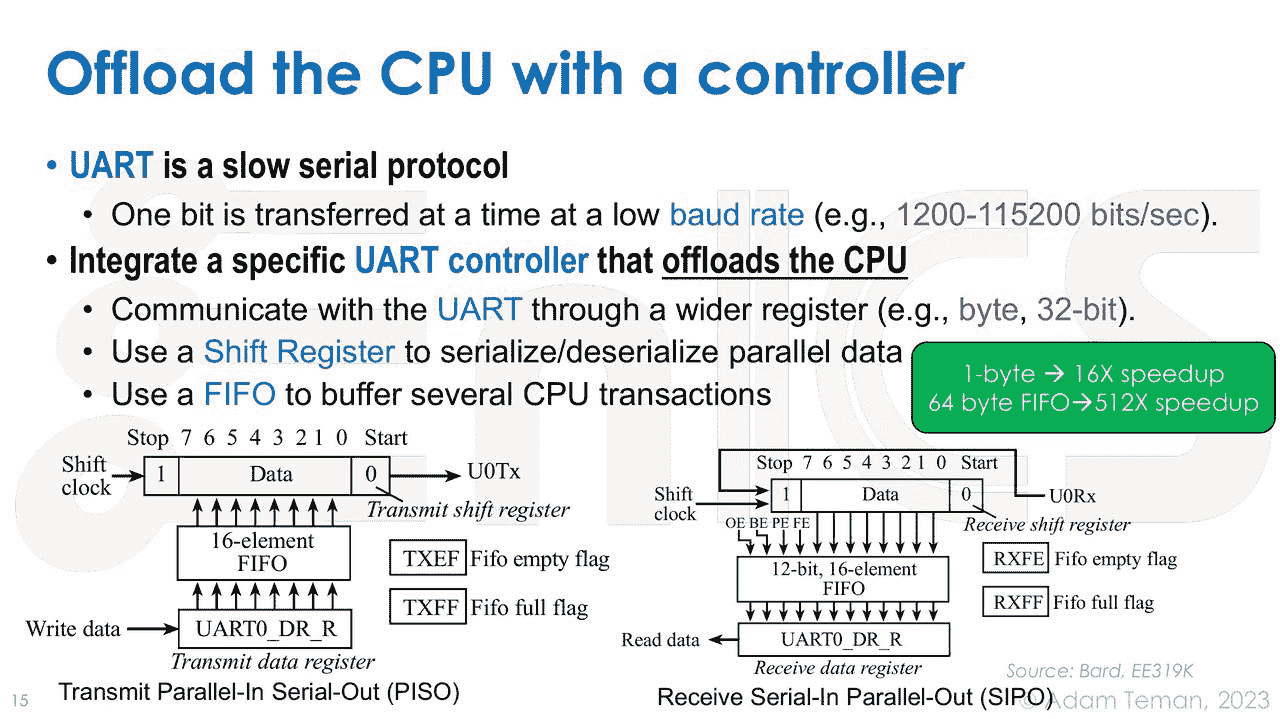 Offload the CPU with a controller
• UART is a slow serial protocol
• One bit is transferred at a time at a low baud rate (e.g., 1200-115200 bits/sec).
• Integrate a specific UART controller that offloads the CPU
• Communicate with the UART through a wider register (e.g., byte, 32-bit).
• Use a Shift Register to serialize/deserialize parallel data
• Use a FIFO to buffer several CPU transactions
1-byte → 16X speedup
64 byte FIFO→512X speedup
Stop 7 6 5 4 3 2 1 0 Start
Shift
clock
1 Data 0
U0Tx
Transmit shift register
16-element
FIFO
TXEF Fifo empty flag
TXFF Fifo full flag
Write data
UART0_DR_R
Transmit data register
Transmit Parallel-In Serial-Out (PISO)
Stop 7 6 5 4 3 2 1 0 Start
Shift
clock
1 Data 0
U0Rx
Receive shift register
OE BE PE FE
12-bit, 16-element
FIFO
RXFE Fifo empty flag
RXFF Fifo full flag
Read data
UART0_DR_R
Receive data register
Receive Serial-In Parallel-Out (SIPO)
Source: Bard, EE319K
15
© Adam Teman, 2023
EnICS